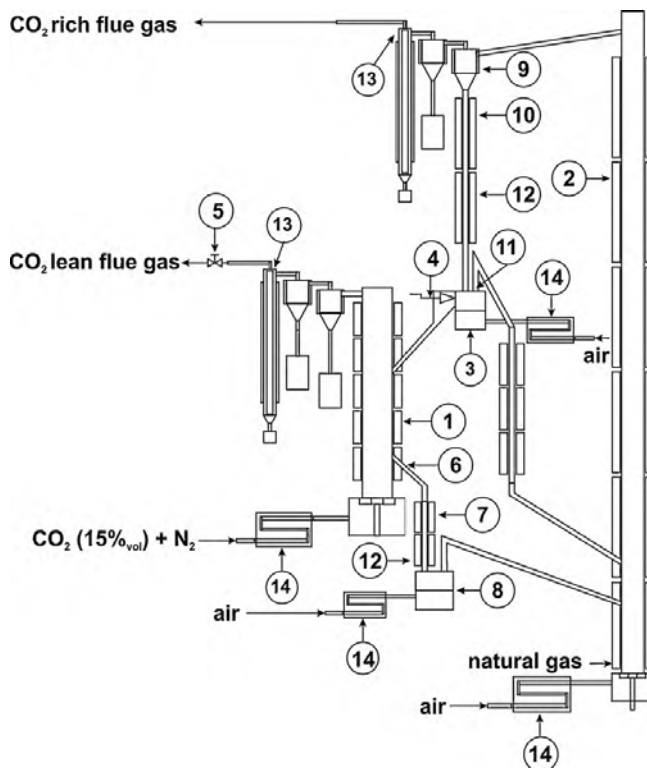 CO2 rich flue gas
13
9
10
2
12
5
13
4
11
14
CO2 lean flue gas
3
air
1
6
7
CO2 (15%vol) + N2
12
14
8
air
14
natural gas
air
14